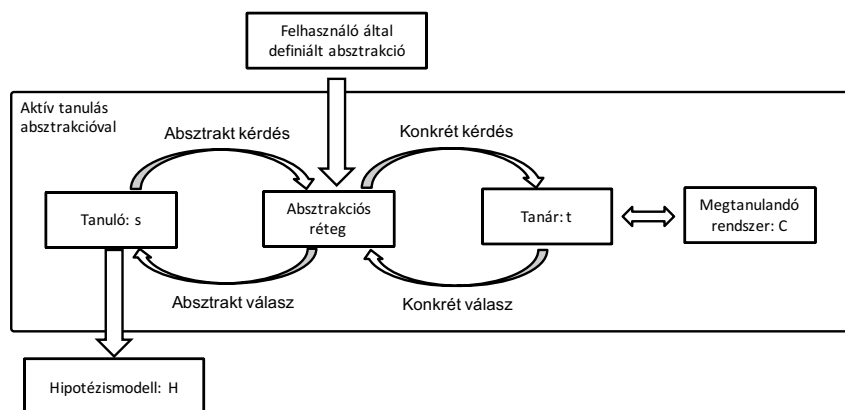 Felhasználó által
definiált absztrakció
Aktív tanulás
absztrakcióval
Absztrakt kérdés
Konkrét kérdés
Tanuló: s
Absztrakciós
réteg
Tanár: t
Megtanulandó
rendszer: C
Absztrakt válasz
Konkrét válasz
Hipotézismodell: H